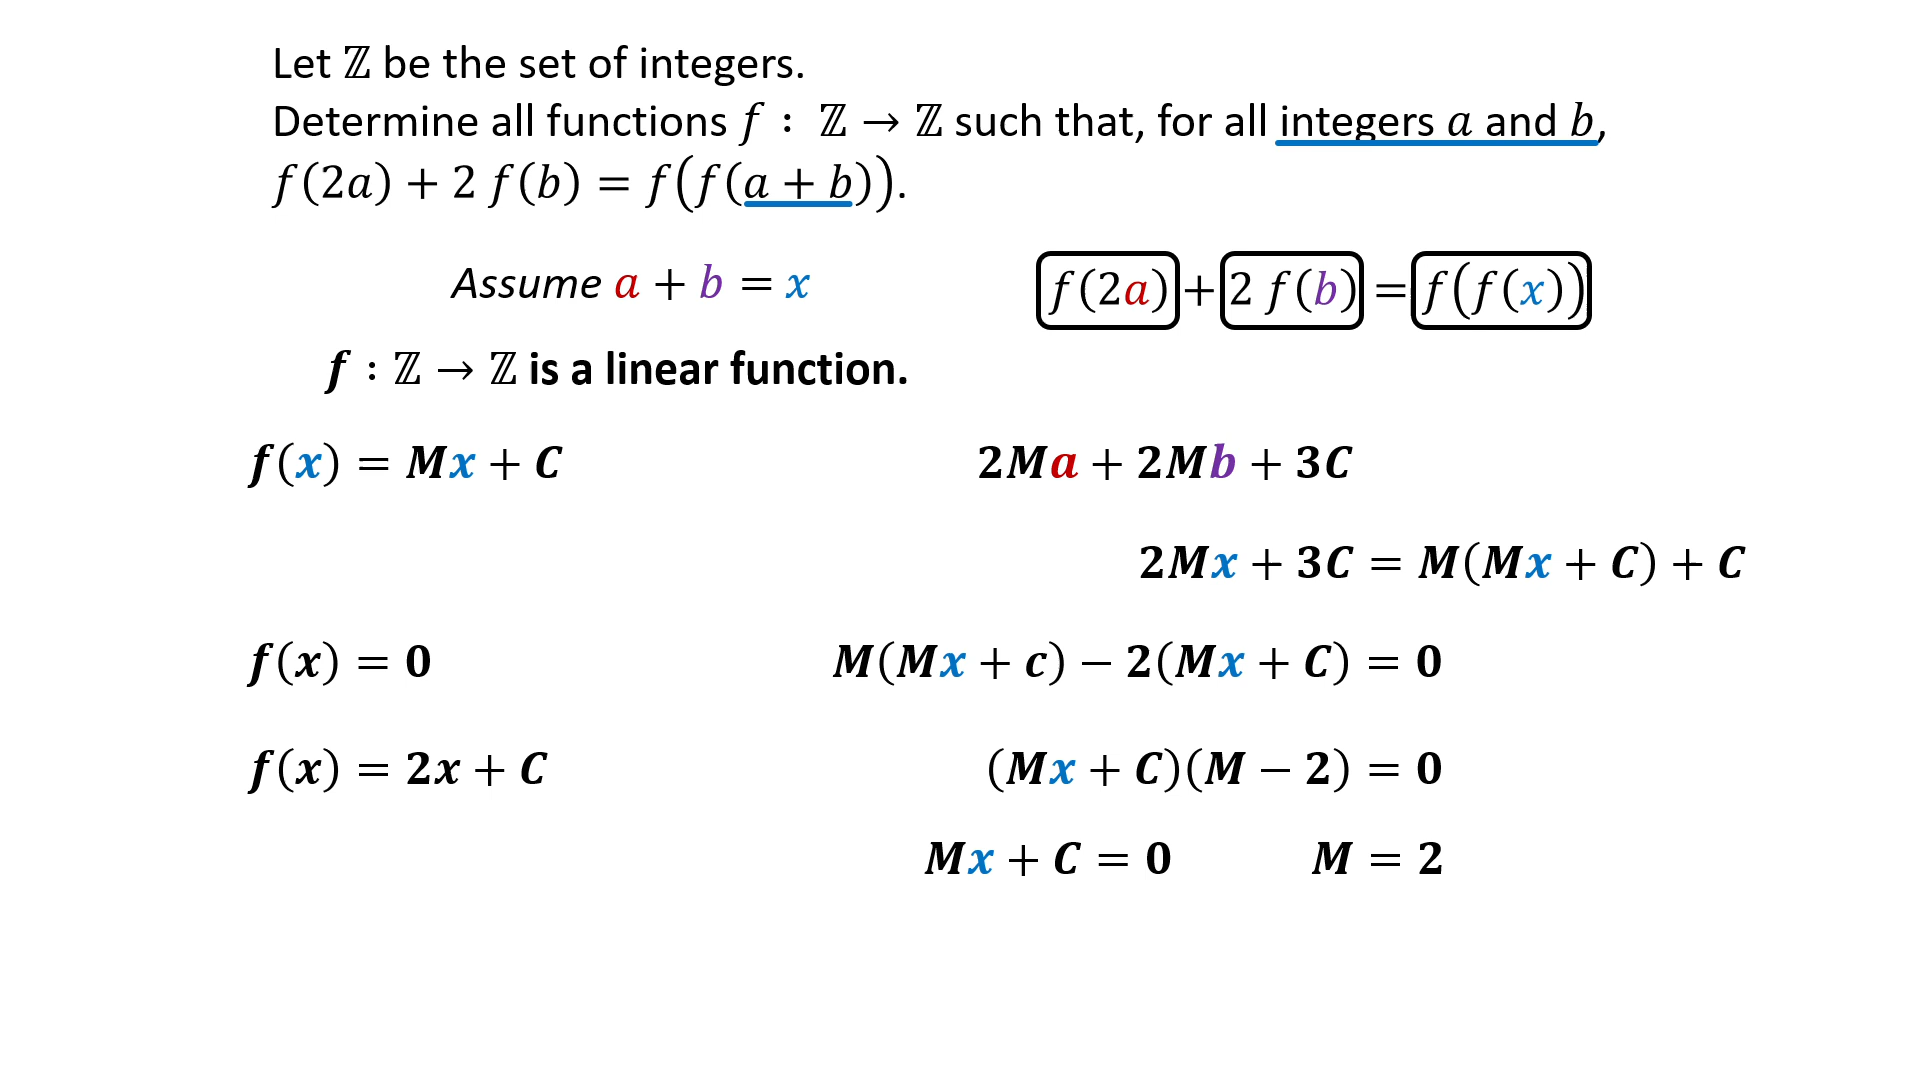 Let ℤ be the set of integers.
Determine all functions f : ℤ → ℤ such that, for all integers a and b,
f(2a) + 2 f(b) = f(f(a + b)).
Assume a + b = x
f(2a)+2 f(b) =f(f(x))
f : ℤ → ℤ is a linear function.
f(x) = Mx + C
2Ma + 2Mb + 3C
2Mx + 3C = M(Mx + C) + C
f(x) = 0
M(Mx + c) − 2(Mx + C) = 0
f(x) = 2x + C
(Mx + C)(M − 2) = 0
Mx + C = 0
M = 2